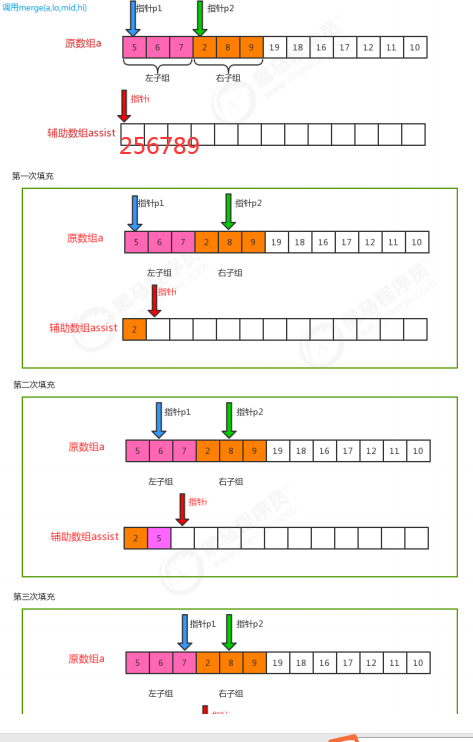 调用merge(a,lo,mid,hi)
指针p1 指针p2
原数组a 5 6 7 2 8 9 19 18 16 17 12 11 10
左子组 右子组
指针i
辅助数组assist
256789
第一次填充
指针p1 指针p2
原数组a 5 6 7 2 8 9 19 18 16 17 12 11 10
左子组 右子组
指针i
辅助数组assist 2
第二次填充
指针p1 指针p2
原数组a 5 6 7 2 8 9 19 18 16 17 12 11 10
左子组 右子组
指针i
辅助数组assist 2 5
第三次填充
指针p1 指针p2
原数组a 5 6 7 2 8 9 19 18 16 17 12 11 10
左子组 右子组